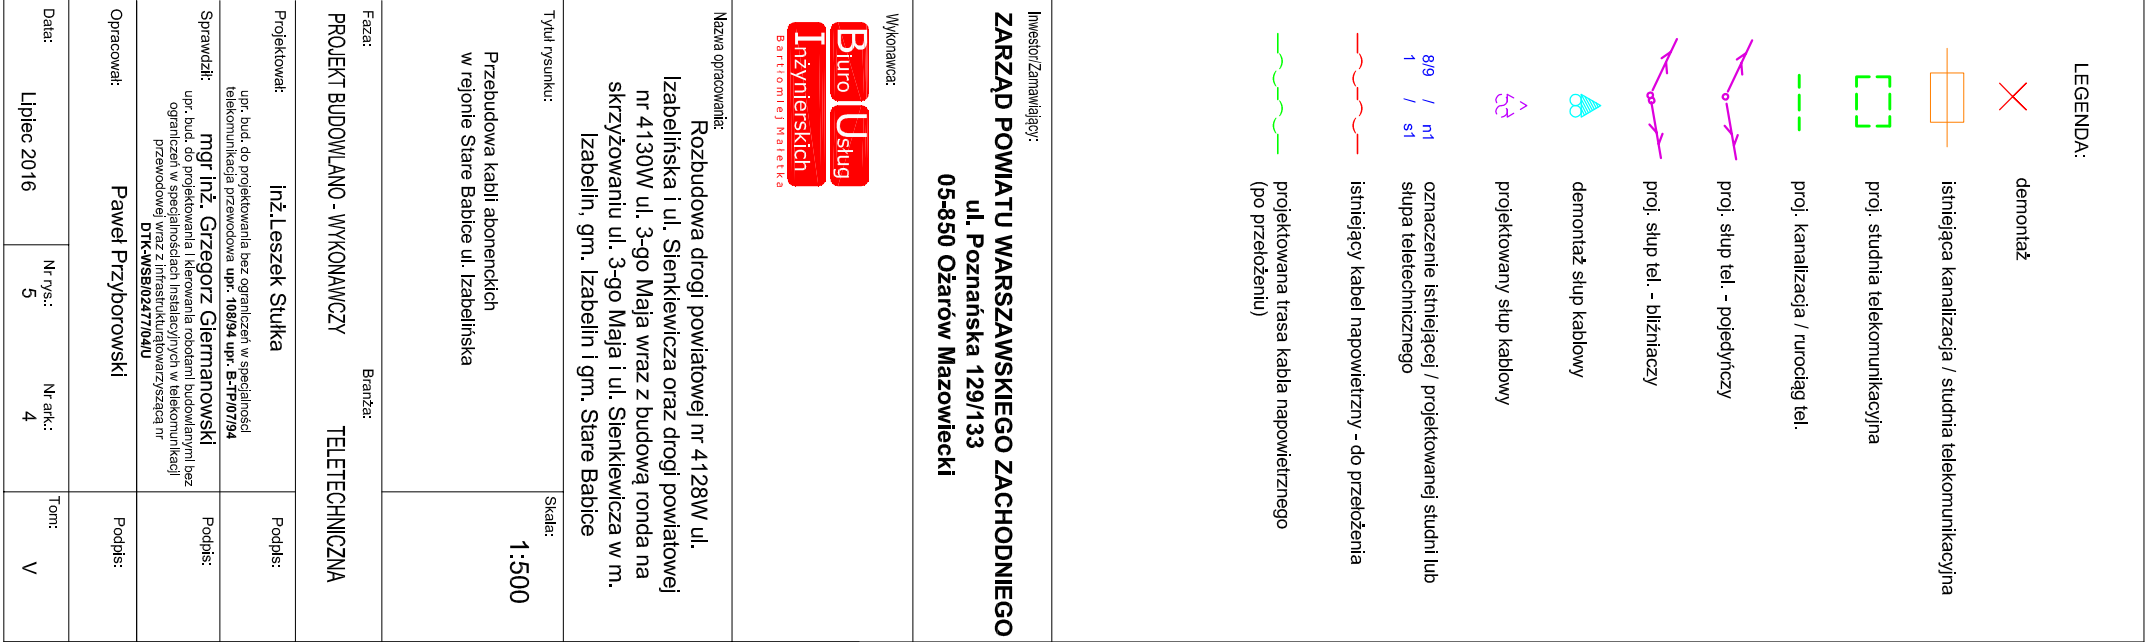 LEGENDA:
demontaż
istniejąca kanalizacja / studnia telekomunikacyjna
proj. studnia telekomunikacyjna
proj. kanalizacja / rurociąg tel.
proj. słup tel. - pojedyńczy
proj. słup tel. - bliźniaczy
demontaż słup kablowy
projektowany słup kablowy
8/9 / n1
1 / s1
oznaczenie istniejącej / projektowanej studni lub
słupa teletechnicznego
istniejący kabel napowietrzny - do przełożenia
projektowana trasa kabla napowietrznego
(po przełożeniu)
Inwestor/Zamawiający:
ZARZĄD POWIATU WARSZAWSKIEGO ZACHODNIEGO
ul. Poznańska 129/133
05-850 Ożarów Mazowiecki
Wykonawca:
Biuro Usług
Inżynierskich
Bartłomiej Małetka
Nazwa opracowania:
Rozbudowa drogi powiatowej nr 4128W ul.
Izabelińska i ul. Sienkiewicza oraz drogi powiatowej
nr 4130W ul. 3-go Maja wraz z budową ronda na
skrzyżowaniu ul. 3-go Maja i ul. Sienkiewicza w m.
Izabelin, gm. Izabelin i gm. Stare Babice
Tytuł rysunku:
Przebudowa kabli abonenckich
w rejonie Stare Babice ul. Izabelińska
Skala:
1:500
Faza:
PROJEKT BUDOWLANO - WYKONAWCZY
Branża:
TELETECHNICZNA
Projektował:
inż.Leszek Stułka
upr. bud. do projektowania bez ograniczeń w specjalności
telekomunikacja przewodowa upr. 108/94 upr. B-TP/07/94
Podpis:
Sprawdził:
mgr inż. Grzegorz Giermanowski
upr. bud. do projektowania i kierowania robotami budowlanymi bez
ograniczeń w specjalnościach instalacyjnych w telekomunikacji
przewodowej wraz z infrastrukturątowarzyszącą nr
DTK-WSB/02477/04/U
Podpis:
Opracował:
Paweł Przyborowski
Podpis:
Data:
Lipiec 2016
Nr rys.:
5
Nr ark.:
4
Tom:
V